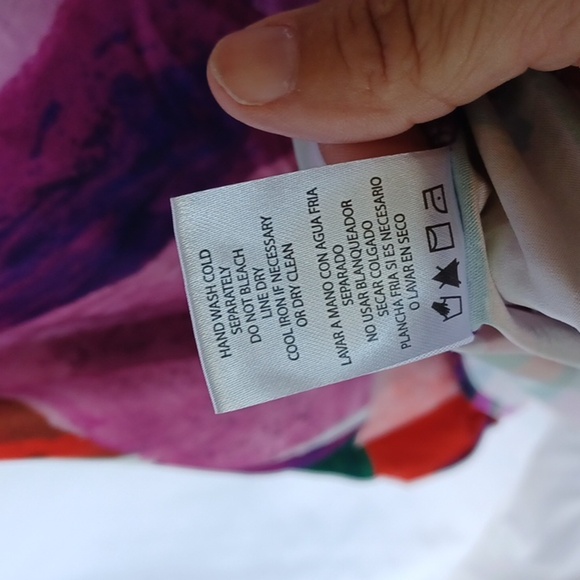 HAND WASH COLD
SEPARATELY
DO NOT BLEACH
LINE DRY
COOL IRON IF NECESSARY
OR DRY CLEAN
LAVAR A MANO CON AGUA FRIA
SEPARADO
NO USAR BLANQUEADOR
SECAR COLGADO
PLANCHA FRIA SI ES NECESARIO
O LAVAR EN SECO